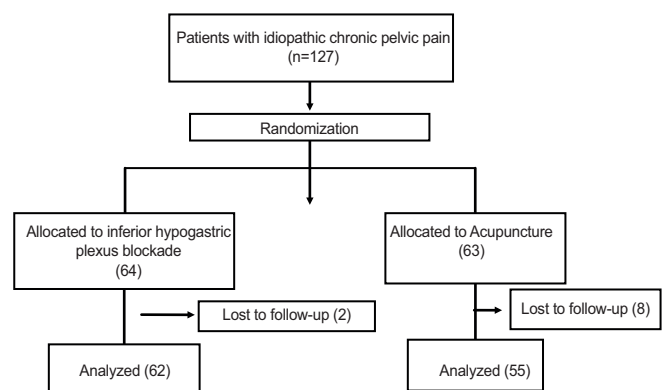 Patients with idiopathic chronic pelvic pain
(n=127)
Randomization
Allocated to inferior hypogastric
plexus blockade
(64)
Allocated to Acupuncture
(63)
Lost to follow-up (2)
Lost to follow-up (8)
Analyzed (62)
Analyzed (55)